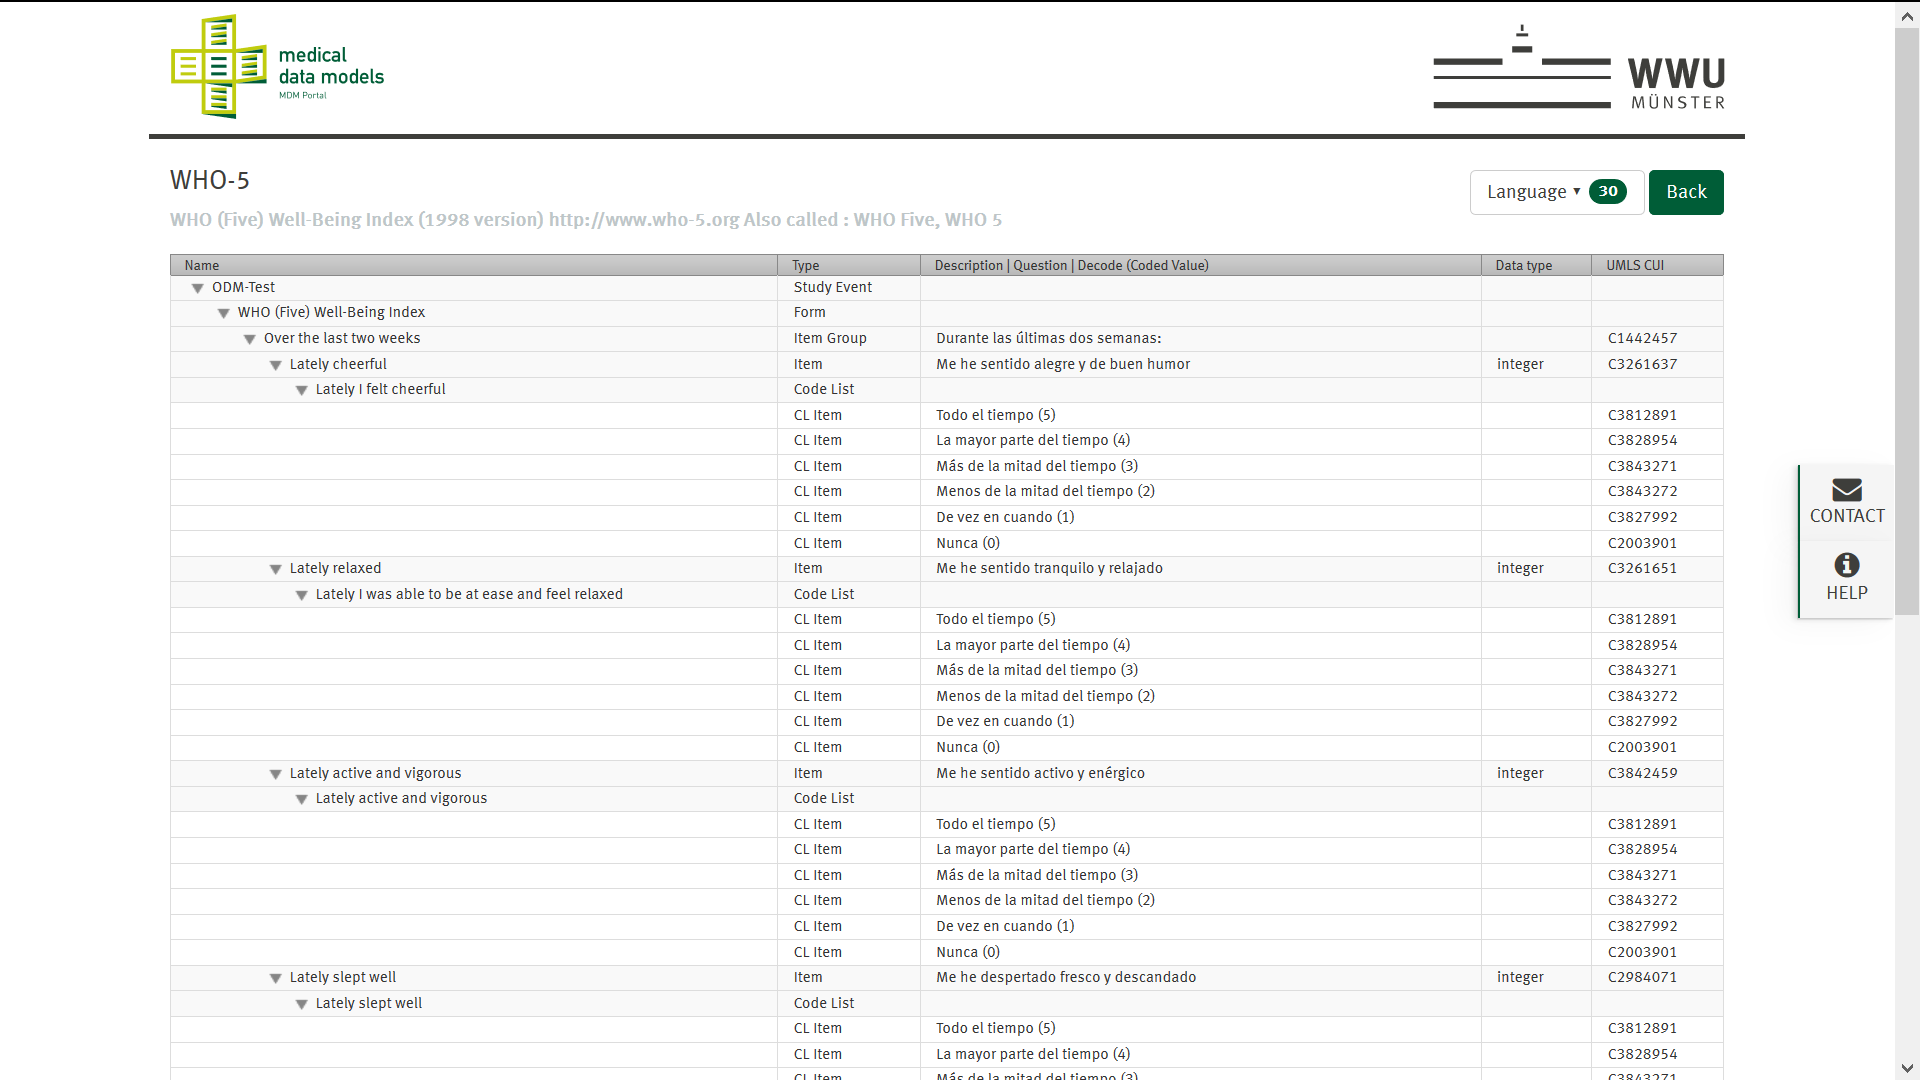 medical
data models
MDM Portal
WWU
MÜNSTER
WHO-5
Language ▾ 30 Back
WHO (Five) Well-Being Index (1998 version) http://www.who-5.org Also called : WHO Five, WHO 5
Name Type Description | Question | Decode (Coded Value) Data type UMLS CUI
ODM-Test Study Event
WHO (Five) Well-Being Index Form
Over the last two weeks Item Group Durante las últimas dos semanas: C1442457
Lately cheerful Item Me he sentido alegre y de buen humor integer C3261637
Lately I felt cheerful Code List
CL Item Todo el tiempo (5) C3812891
CL Item La mayor parte del tiempo (4) C3828954
CL Item Más de la mitad del tiempo (3) C3843271
CL Item Menos de la mitad del tiempo (2) C3843272
CL Item De vez en cuando (1) C3827992
CL Item Nunca (0) C2003901
Lately relaxed Item Me he sentido tranquilo y relajado integer C3261651
Lately I was able to be at ease and feel relaxed Code List
CL Item Todo el tiempo (5) C3812891
CL Item La mayor parte del tiempo (4) C3828954
CL Item Más de la mitad del tiempo (3) C3843271
CL Item Menos de la mitad del tiempo (2) C3843272
CL Item De vez en cuando (1) C3827992
CL Item Nunca (0) C2003901
Lately active and vigorous Item Me he sentido activo y enérgico integer C3842459
Lately active and vigorous Code List
CL Item Todo el tiempo (5) C3812891
CL Item La mayor parte del tiempo (4) C3828954
CL Item Más de la mitad del tiempo (3) C3843271
CL Item Menos de la mitad del tiempo (2) C3843272
CL Item De vez en cuando (1) C3827992
CL Item Nunca (0) C2003901
Lately slept well Item Me he despertado fresco y descandado integer C2984071
Lately slept well Code List
CL Item Todo el tiempo (5) C3812891
CL Item La mayor parte del tiempo (4) C3828954
CL Item Más de la mitad del tiempo (3) C3843271
CONTACT
HELP